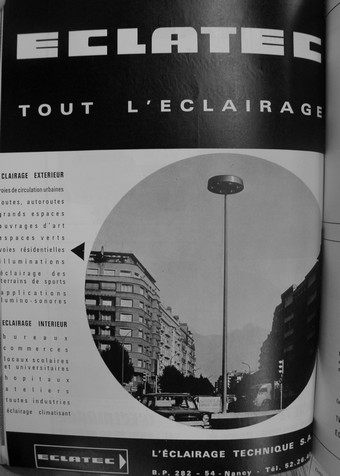 ECLATEC
TOUT L'ECLAIRAGE
CLAIRAGE EXTERIEUR
voies de circulation urbaines
outes, autoroutes
grands espaces
ouvrages d'art
espaces verts
voies résidentielles
illuminations
éclairage des
terrains de sports
applications
lumino-sonores
ECLAIRAGE INTERIEUR
bureaux
commerces
locaux scolaires
et universitaires
hôpitaux
ateliers
toutes industries
éclairage climatisant
ECLATEC
L'ÉCLAIRAGE TECHNIQUE S.A.
B.P. 282 - 54 - Nancy - Tél. 52.26